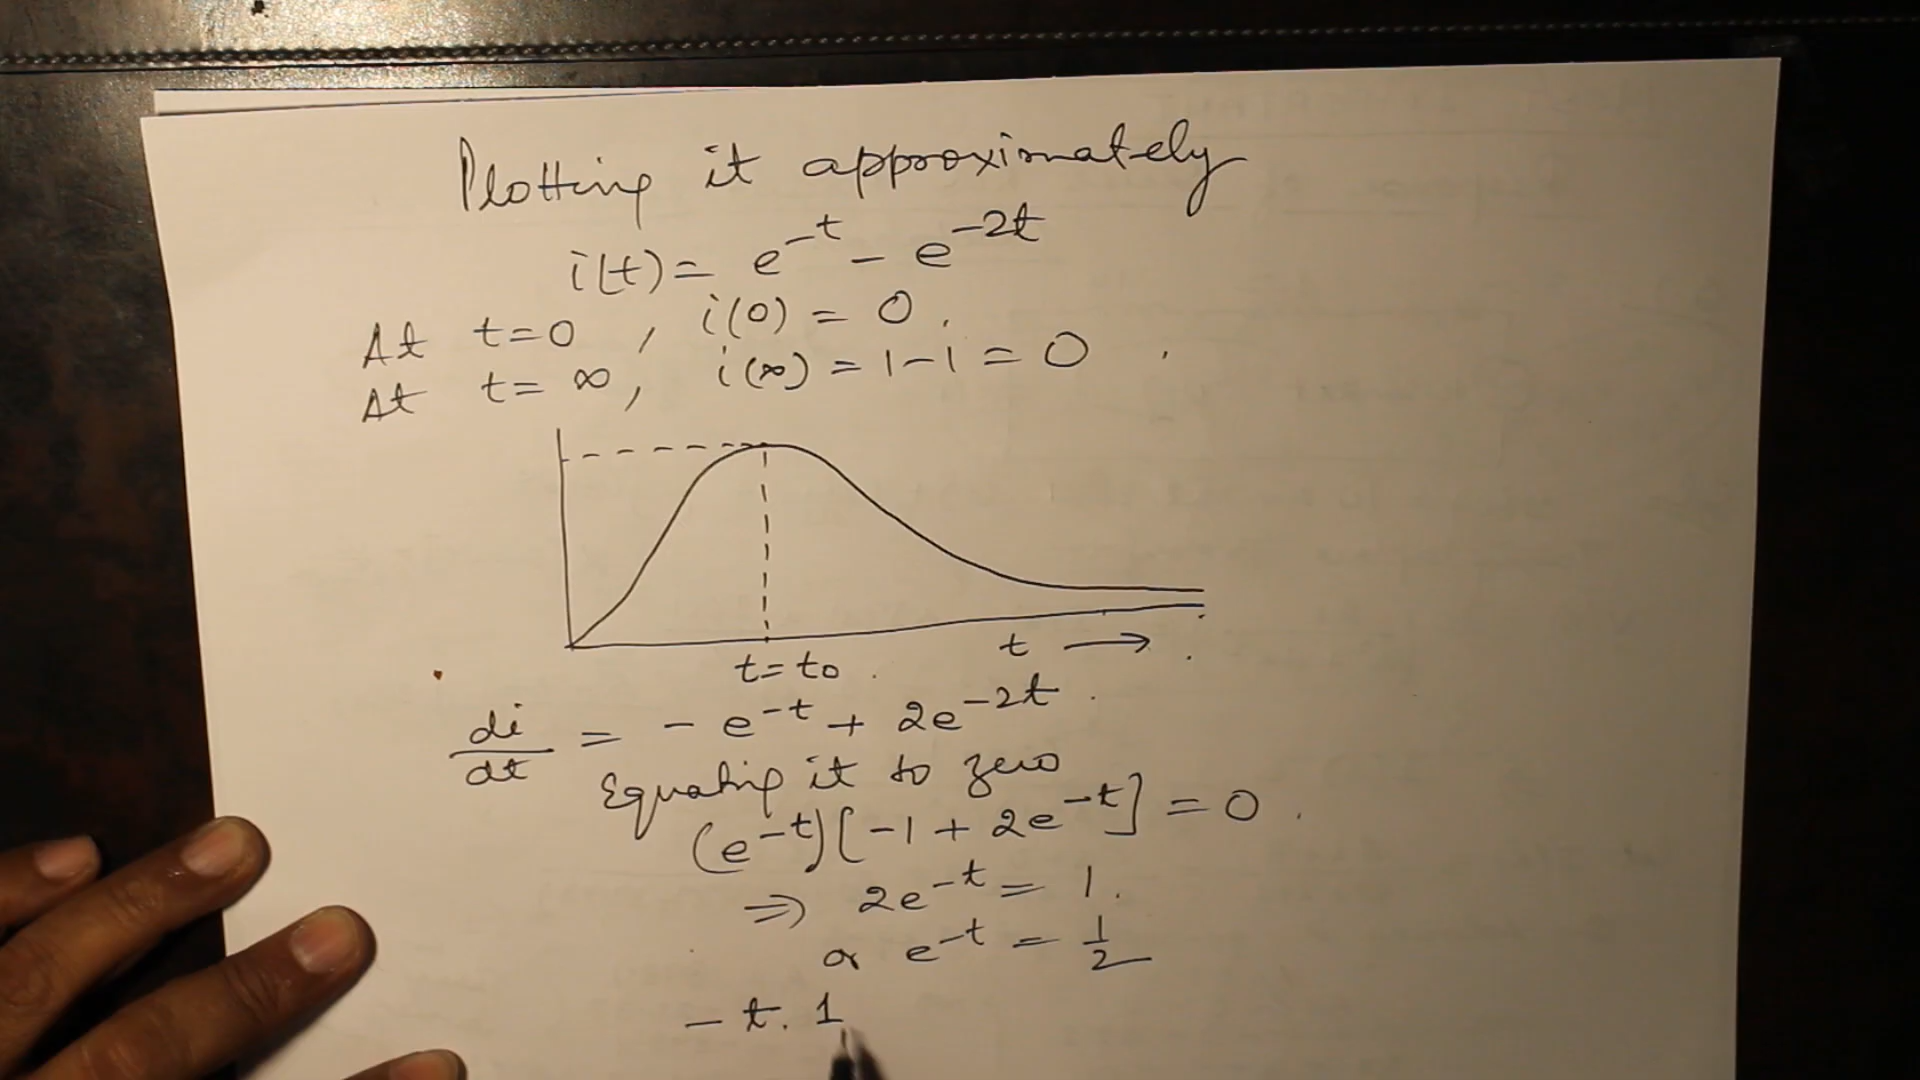 Plotting it approximately
i(t) = e^{-t} - e^{-2t}
At t=0, i(0) = 0.
At t=∞, i(∞) = 1-1 = 0.
t=t0.
t →
di/dt = -e^{-t} + 2e^{-2t}.
Equating it to zero
(e^{-t})[-1+2e^{-t}] = 0.
⇒ 2e^{-t} = 1.
or e^{-t} = 1/2
- t. 1